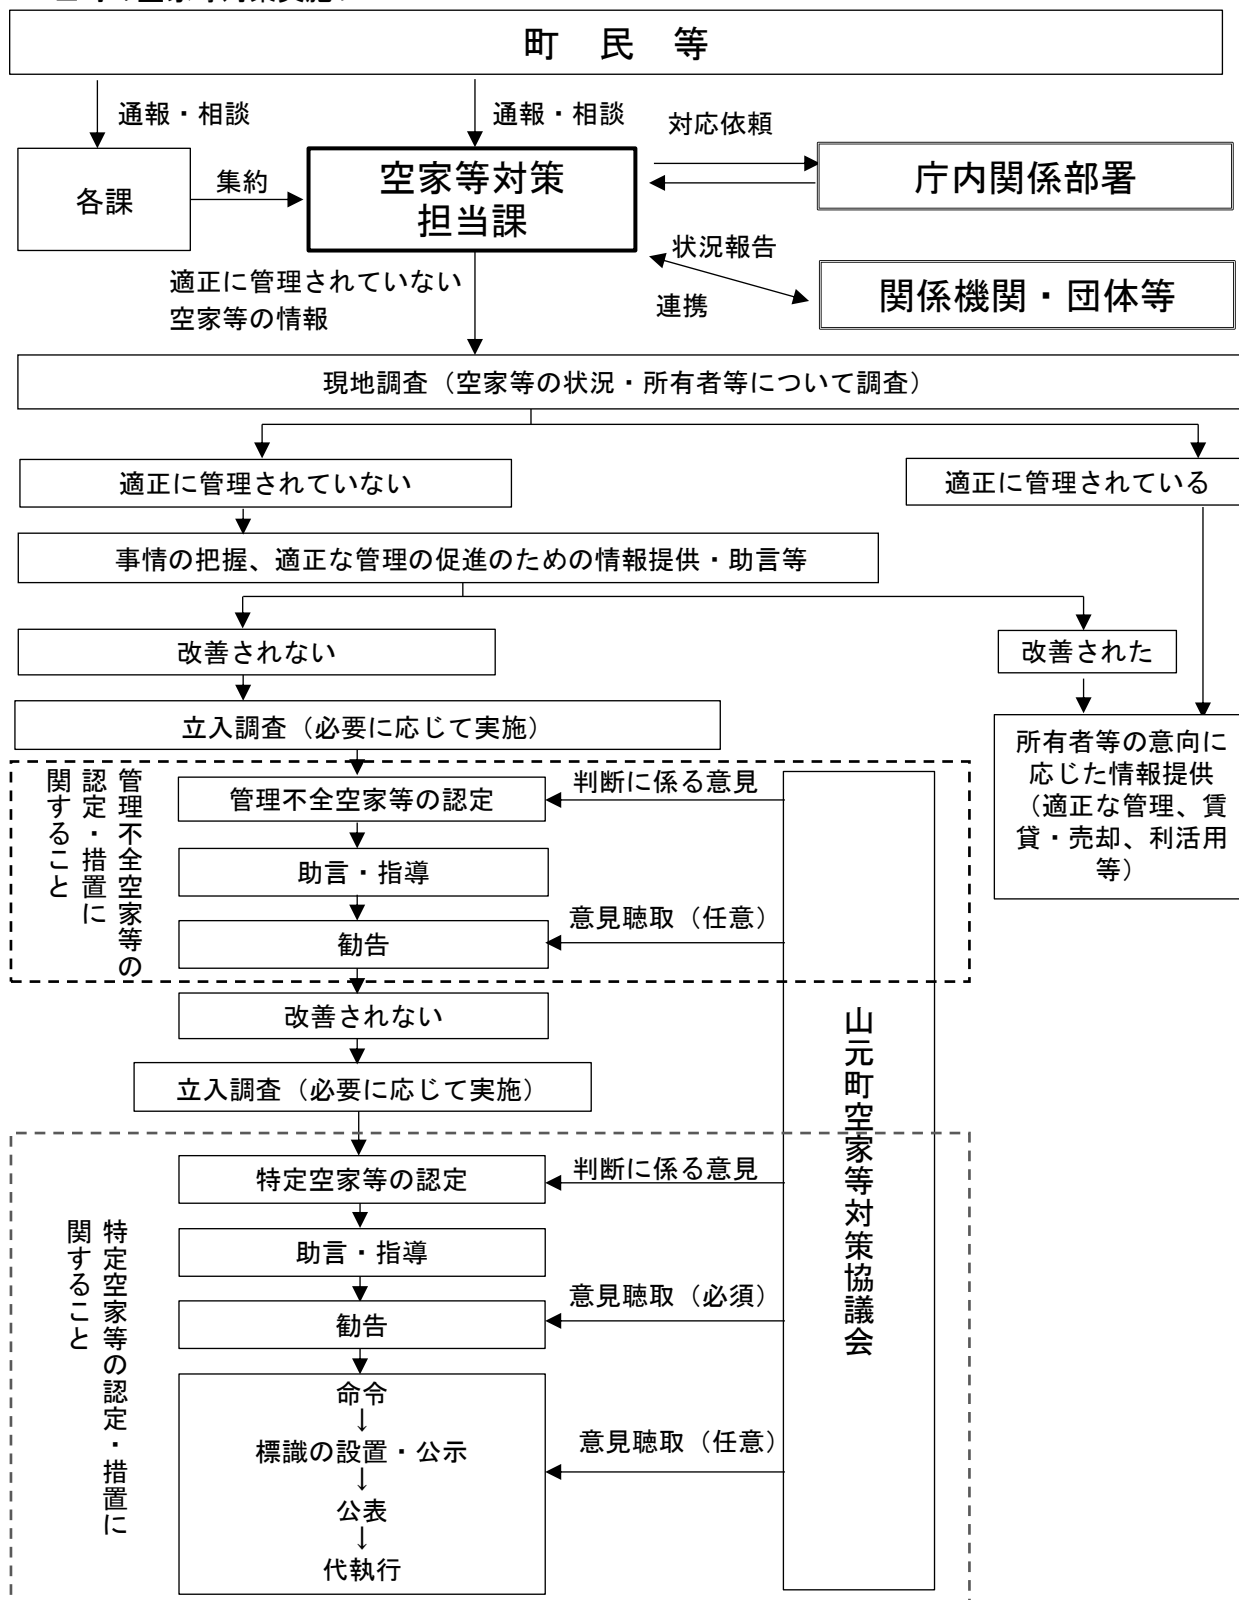 町 民 等
通報・相談
通報・相談
対応依頼
各課
集約
空家等対策
担当課
庁内関係部署
状況報告
連携
関係機関・団体等
適正に管理されていない
空家等の情報
現地調査（空家等の状況・所有者等について調査）
適正に管理されていない
適正に管理されている
事情の把握、適正な管理の促進のための情報提供・助言等
改善されない
改善された
立入調査（必要に応じて実施）
所有者等の意向に
応じた情報提供
（適正な管理、賃
貸・売却、利活用
等）
管理不全空家等の
認定・措置に
関すること
管理不全空家等の認定
判断に係る意見
助言・指導
勧告
意見聴取（任意）
改善されない
立入調査（必要に応じて実施）
山元町空家等対策協議会
特定空家等の認定・措置に
関すること
特定空家等の認定
判断に係る意見
助言・指導
勧告
意見聴取（必須）
命令
↓
標識の設置・公示
↓
公表
↓
代執行
意見聴取（任意）